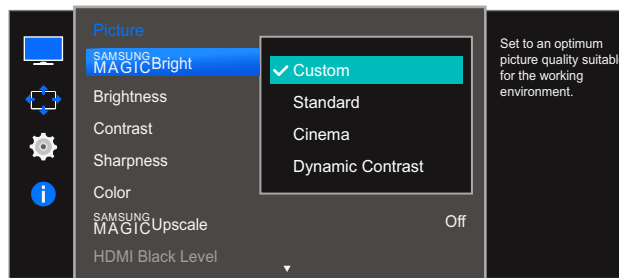 Picture
SAMSUNG
MAGICBright
Brightness
Contrast
Sharpness
Color
SAMSUNG
MAGICUpscale
Off
HDMI Black Level
Custom
Standard
Cinema
Dynamic Contrast
Set to an optimum
picture quality
for the working
environment.